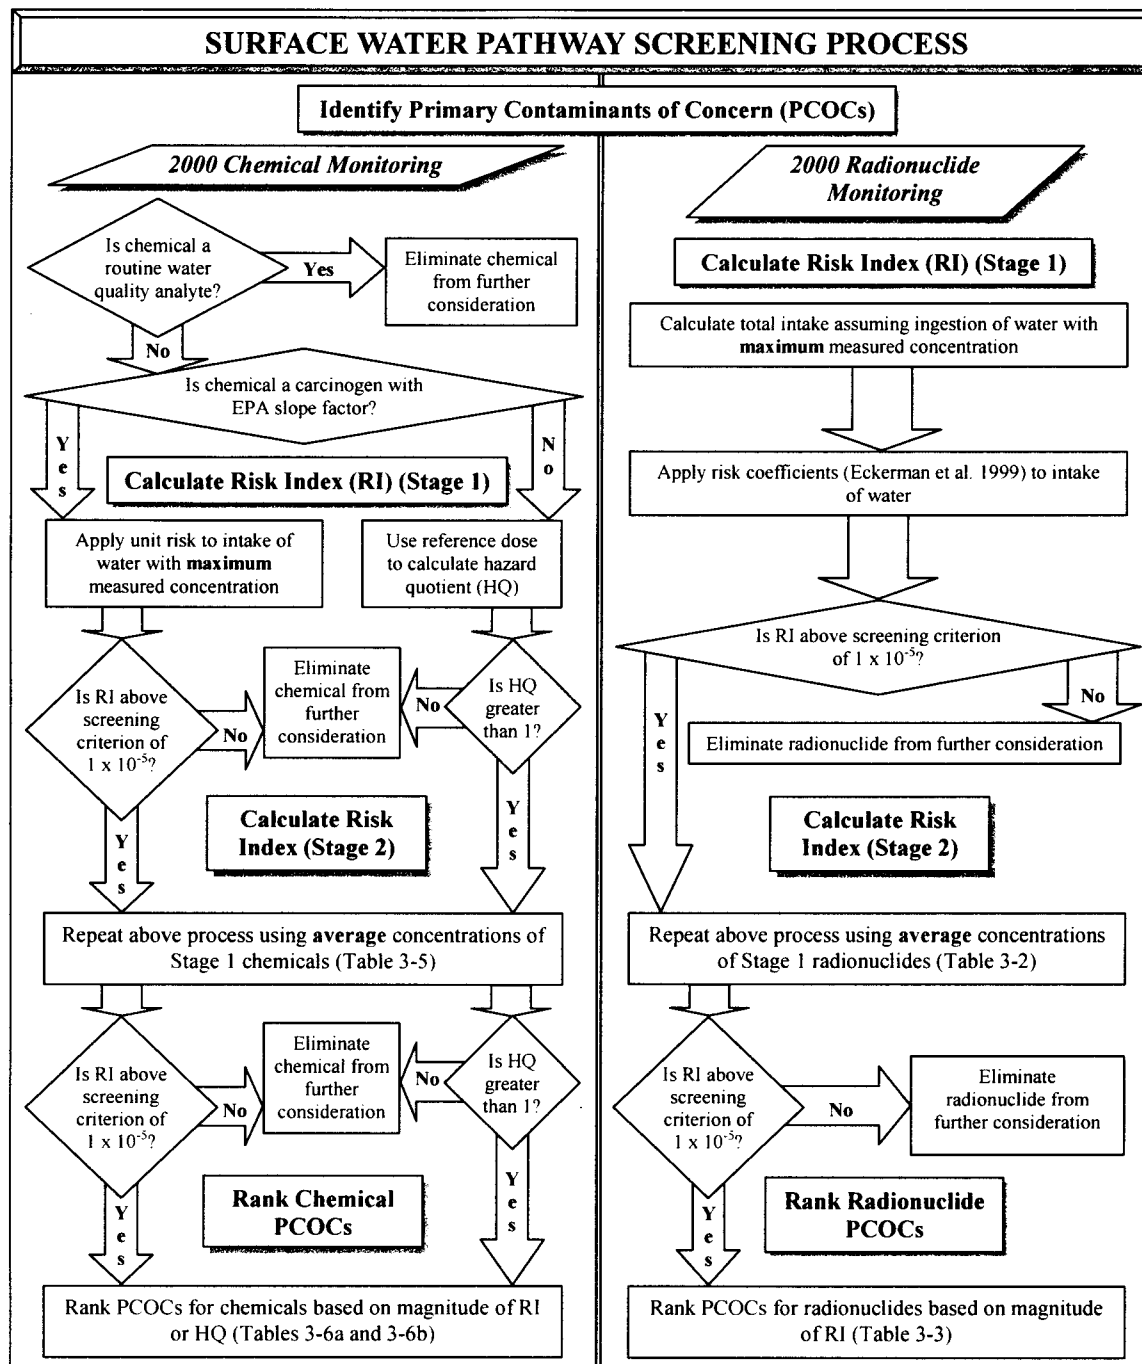 SURFACE WATER PATHWAY SCREENING PROCESS
Identify Primary Contaminants of Concern (PCOCs)
2000 Chemical Monitoring
Is chemical a
routine water
quality analyte?
Yes
Eliminate chemical
from further
consideration
No
Is chemical a carcinogen with
EPA slope factor?
Yes
No
Calculate Risk Index (RI) (Stage 1)
Apply unit risk to intake of
water with maximum
measured concentration
Use reference dose
to calculate hazard
quotient (HQ)
Is RI above
screening
criterion of
1 x 10⁻⁵?
No
Eliminate
chemical from
further
consideration
No
Is HQ
greater
than 1?
Yes
Calculate Risk
Index (Stage 2)
Yes
Repeat above process using average concentrations of
Stage 1 chemicals (Table 3-5)
Is RI above
screening
criterion of
1 x 10⁻⁵?
No
Eliminate
chemical from
further
consideration
No
Is HQ
greater
than 1?
Yes
Rank Chemical
PCOCs
Yes
Rank PCOCs for chemicals based on magnitude of RI
or HQ (Tables 3-6a and 3-6b)
2000 Radionuclide
Monitoring
Calculate Risk Index (RI) (Stage 1)
Calculate total intake assuming ingestion of water with
maximum measured concentration
Apply risk coefficients (Eckerman et al. 1999) to intake
of water
Is RI above screening criterion
of 1 x 10⁻⁵?
Yes
No
Eliminate radionuclide from further consideration
Calculate Risk
Index (Stage 2)
Repeat above process using average concentrations
of Stage 1 radionuclides (Table 3-2)
Is RI above
screening
criterion of
1 x 10⁻⁵?
No
Eliminate
radionuclide from
further consideration
Yes
Rank Radionuclide
PCOCs
Rank PCOCs for radionuclides based on magnitude
of RI (Table 3-3)